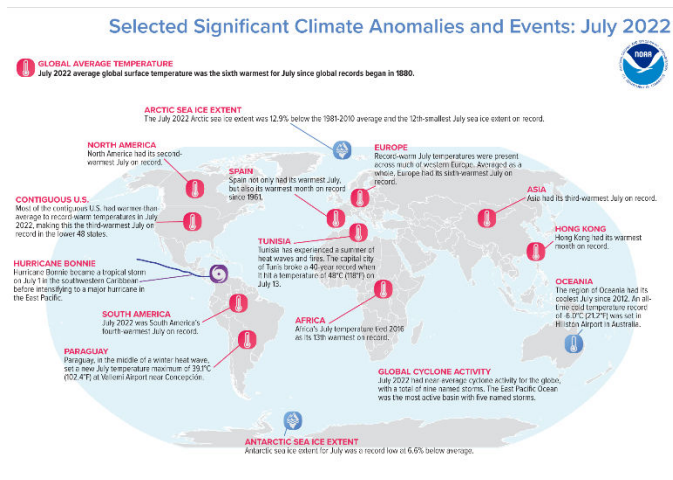 Selected Significant Climate Anomalies and Events: July 2022
NOAA
GLOBAL AVERAGE TEMPERATURE
July 2022 average global surface temperature was the sixth warmest for July since global records began in 1880.
ARCTIC SEA ICE EXTENT
The July 2022 Arctic sea ice extent was 12.9% below the 1981-2010 average and the 12th-smallest July sea ice extent on record.
NORTH AMERICA
North America had its second-
warmest July on record.
SPAIN
Spain not only had its warmest July,
but also its warmest month on record
since 1961.
EUROPE
Record-warm July temperatures were present
across much of western Europe. Averaged as a
whole, Europe had its sixth-warmest July on
record.
ASIA
Asia had its third-warmest July on record.
CONTIGUOUS U.S.
Most of the contiguous U.S. had warmer-than-
average to record-warm temperatures in July
2022, making this the third-warmest July on
record in the lower 48 states.
HONG KONG
Hong Kong had its warmest
month on record.
TUNISIA
Tunisia has experienced a summer of
heat waves and fires. The capital city
of Tunis broke a 40-year record when
it hit a temperature of 48°C (118°F) on
July 13.
HURRICANE BONNIE
Hurricane Bonnie became a tropical storm
on July 1 in the southwestern Caribbean
before intensifying to a major hurricane in
the East Pacific.
OCEANIA
The region of Oceania had its
coolest July since 2012. An all-
time cold temperature record
of -6.0°C (21.2°F) was set in
Hillston Airport in Australia.
SOUTH AMERICA
July 2022 was South America's
fourth-warmest July on record.
AFRICA
Africa's July temperature tied 2016
as its 13th warmest on record.
PARAGUAY
Paraguay, in the middle of a winter heat wave,
set a new July temperature maximum of 39.1°C
(102.4°F) at Vallemi Airport near Concepción.
GLOBAL CYCLONE ACTIVITY
July 2022 had near-average cyclone activity for the globe,
with a total of nine named storms. The East Pacific Ocean
was the most active basin with five named storms.
ANTARCTIC SEA ICE EXTENT
Antarctic sea ice extent for July was a record low at 6.6% below average.